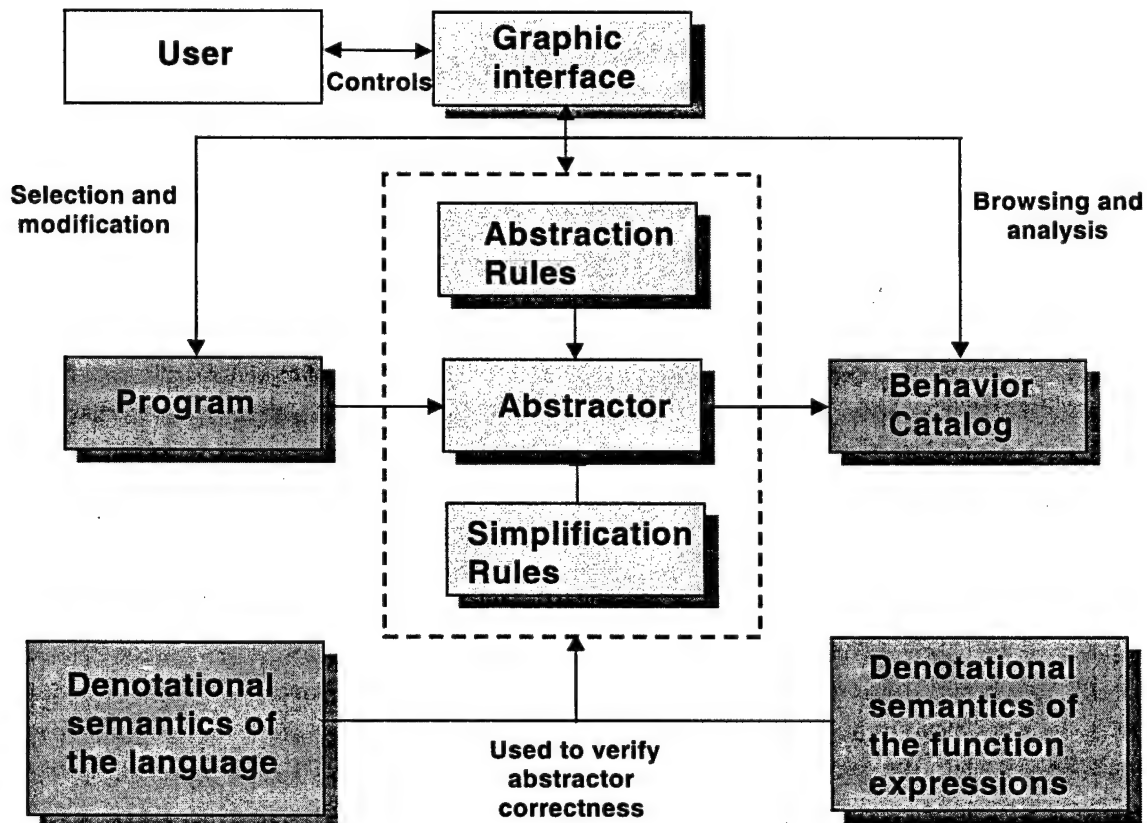 User
Controls
Graphic
interface
Selection and
modification
Browsing and
analysis
Abstraction
Rules
Program
Abstractor
Behavior
Catalog
Simplification
Rules
Denotational
semantics of
the language
Used to verify
abstractor
correctness
Denotational
semantics of
the function
expressions